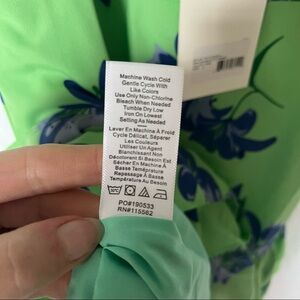 Machine Wash Cold
Gentle Cycle With
Like Colors
Use Only Non-Chlorine
Bleach When Needed
Tumble Dry Low
Iron On Lowest
Setting As Needed
Laver En Machine À Froid
Cycle Délicat, Séparer
Les Couleurs
Utiliser Un Agent
Blanchissant Non
Décolorant Si Besoin Est
Sécher En Machine À
Basse Température
Repassage À Basse
Température Au Besoin
PO#190533
RN#115582